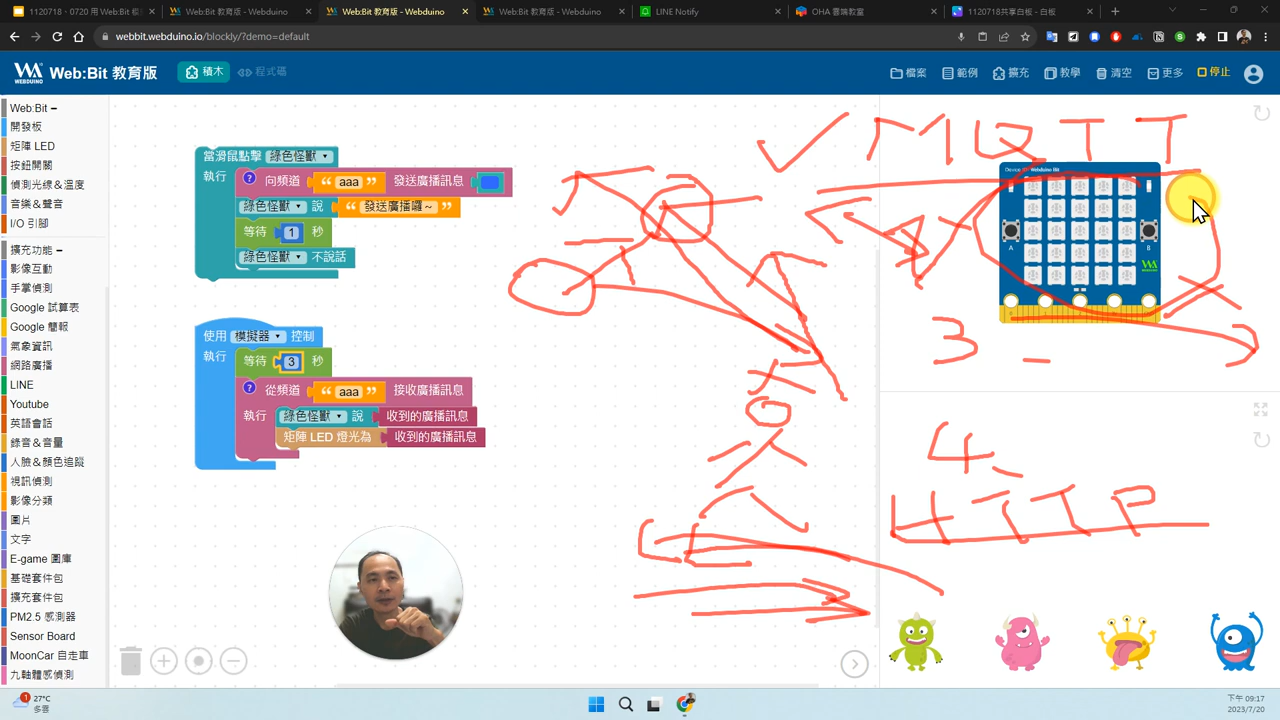 1120718 - 0720 用 Web:Bit 模
Web:Bit 教育版 - Webduino
Web:Bit 教育版 - Webduino
Web:Bit 教育版 - Webduino
LINE Notify
OHA 雲端教室
1120718共享白板 - 白板
webbit.webduino.io/blockly/?demo=default
WEBDUINO
Web:Bit 教育版
積木
程式碼
檔案
範例
擴充
教學
清空
更多
停止
Web:Bit
開發板
矩陣 LED
按鈕開關
偵測光線＆溫度
音樂＆聲音
I/O 引腳
擴充功能
影像互動
手掌偵測
Google 試算表
Google 簡報
氣象資訊
網路廣播
LINE
Youtube
英語會話
錄音＆音量
人臉＆顏色追蹤
視訊偵測
影像分類
圖片
文字
E-game 圖庫
基礎套件包
擴充套件包
PM2.5 感測器
Sensor Board
MoonCar 自走車
九軸體感偵測
當滑鼠點擊 綠色怪獸
執行 ? 向頻道 “ aaa ” 發送廣播訊息
綠色怪獸 說 “ 發送廣播囉~ ”
等待 1 秒
綠色怪獸 不說話
使用 模擬器 控制
執行 等待 3 秒
? 從頻道 “ aaa ” 接收廣播訊息
執行 綠色怪獸 說 收到的廣播訊息
矩陣 LED 燈光為 收到的廣播訊息
MQTT
A
B
3
4
HTTP
1
27°C
多雲
下午 09:17
2023/7/20